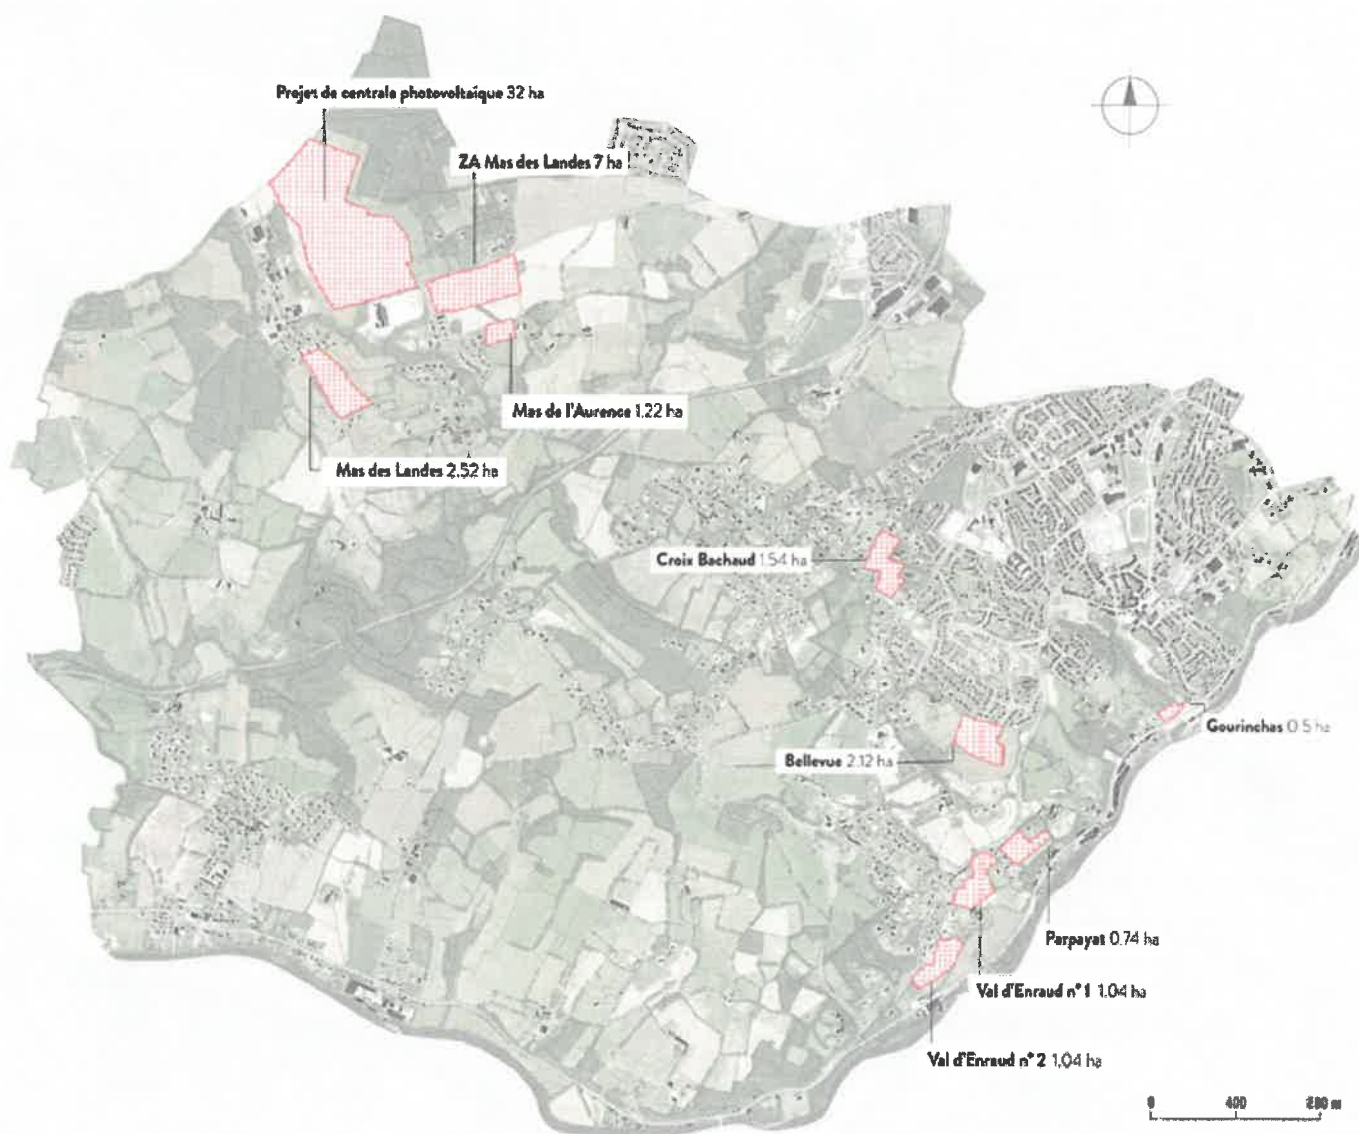 Projet de centrale photovoltaïque 32 ha
ZA Mas des Landes 7 ha
Mas de l'Aurence 1.22 ha
Mas des Landes 2.52 ha
Croix Bachaud 1.54 ha
Gourinchas 0.5 ha
Bellevue 2.12 ha
Parpayat 0.74 ha
Val d'Enraud n°1 1.04 ha
Val d'Enraud n°2 1.04 ha
0 400 800 m